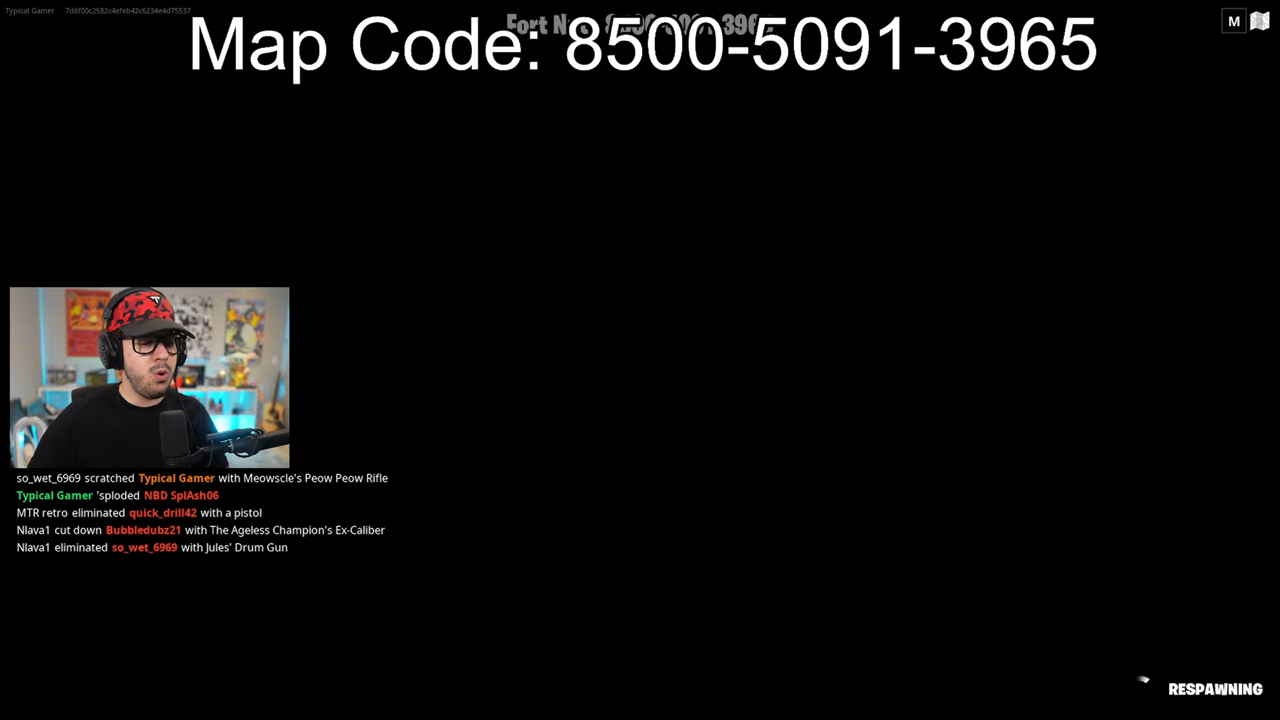 Typical Gamer 7d6f00c2582c4efeb42c6234e4d75537
M
Map Code: 8500-5091-3965
so_wet_6969 scratched Typical Gamer with Meowscle's Peow Peow Rifle
Typical Gamer 'sploded NBD SplAsh06
MTR retro eliminated quick_drill42 with a pistol
Nlava1 cut down Bubbledubz21 with The Ageless Champion's Ex-Caliber
Nlava1 eliminated so_wet_6969 with Jules' Drum Gun
RESPAWNING